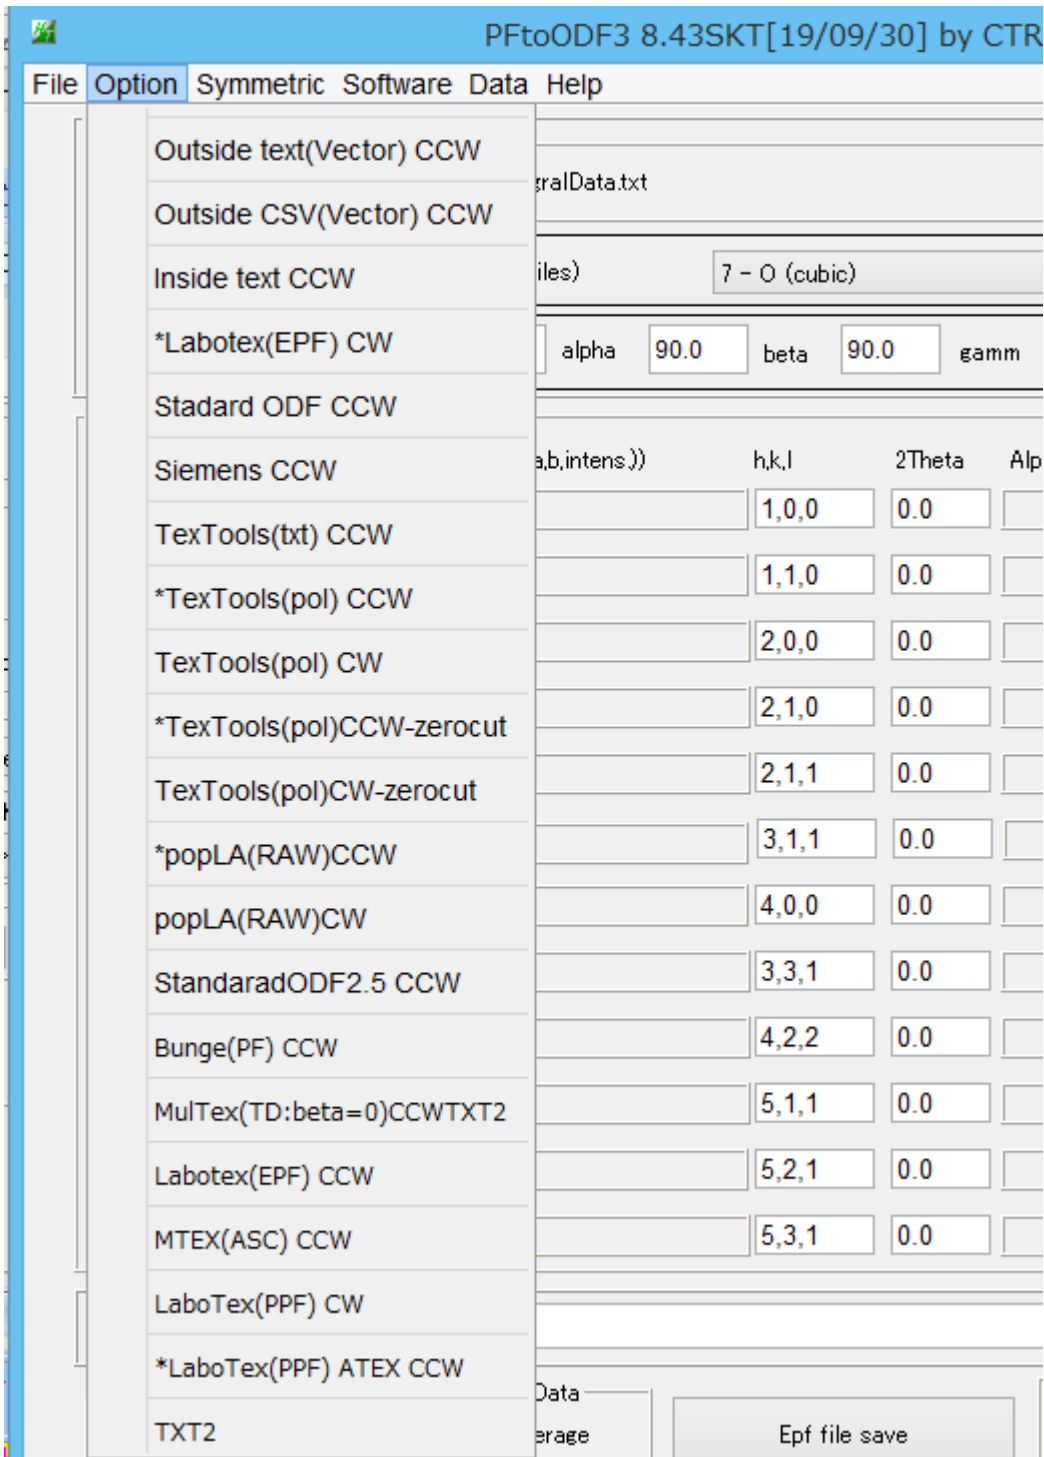 PFtoODF3 8.43SKT[19/09/30] by CTR
File Option Symmetric Software Data Help
Outside text(Vector) CCW
gralData.txt
Outside CSV(Vector) CCW
Inside text CCW
iles)
7 - O (cubic)
*Labotex(EPF) CW
alpha 90.0 beta 90.0 gamm
Stadard ODF CCW
a,b,intens.)) h,k,l 2Theta Alp
Siemens CCW
1,0,0 0.0
TexTools(txt) CCW
1,1,0 0.0
*TexTools(pol) CCW
2,0,0 0.0
TexTools(pol) CW
2,1,0 0.0
*TexTools(pol)CCW-zerocut
2,1,1 0.0
TexTools(pol)CW-zerocut
3,1,1 0.0
*popLA(RAW)CCW
4,0,0 0.0
popLA(RAW)CW
3,3,1 0.0
StandaradODF2.5 CCW
4,2,2 0.0
Bunge(PF) CCW
5,1,1 0.0
MulTex(TD:beta=0)CCWTXT2
5,2,1 0.0
Labotex(EPF) CCW
5,3,1 0.0
MTEX(ASC) CCW
LaboTex(PPF) CW
*LaboTex(PPF) ATEX CCW
Data
TXT2
erage
Epf file save